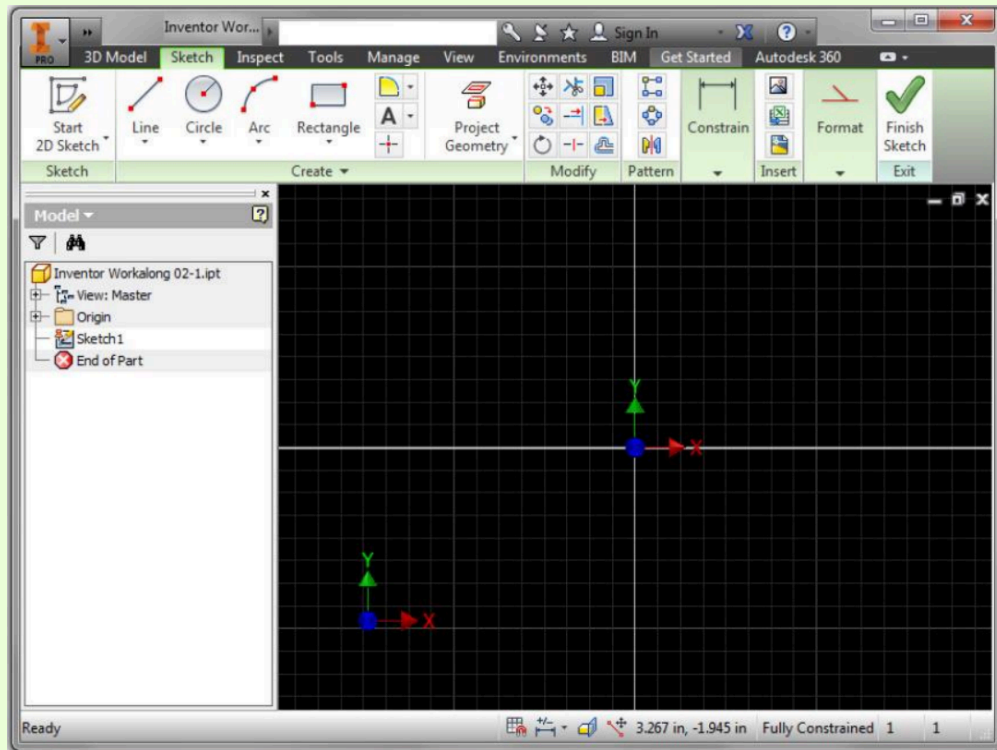 Inventor Wor...
Sign In
PRO
3D Model Sketch Inspect Tools Manage View Environments BIM Get Started Autodesk 360
Start
2D Sketch
Line
Circle
Arc
Rectangle
A
Project
Geometry
Constrain
Format
Finish
Sketch
Sketch
Create
Modify
Pattern
Insert
Exit
Model
Inventor Workalong 02-1.ipt
View: Master
Origin
Sketch1
End of Part
Y
X
Y
X
Ready
3.267 in, -1.945 in Fully Constrained 1 1